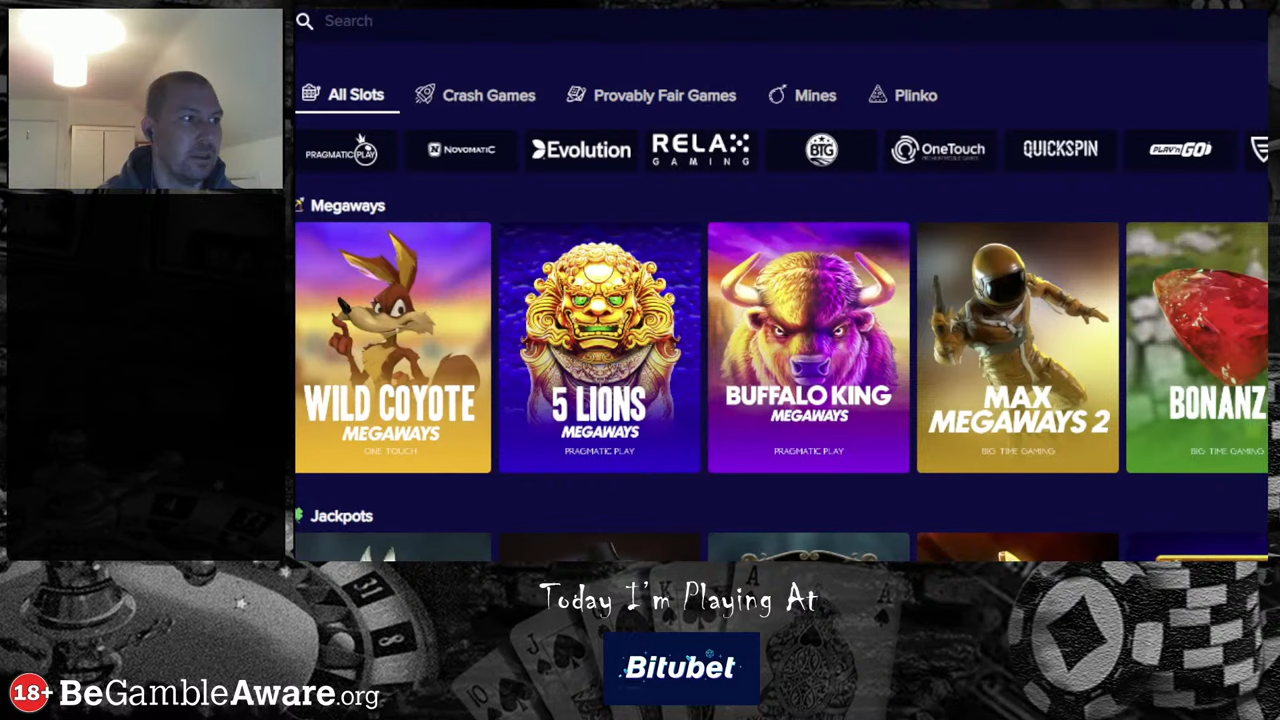 Search
All Slots
Crash Games
Provably Fair Games
Mines
Plinko
PRAGMATIC PLAY
NOVOMATIC
Evolution
RELAX
GAMING
BTG
OneTouch
QUICKSPIN
PLAY'n GO
Megaways
WILD COYOTE
MEGAWAYS
ONE TOUCH
5 LIONS
MEGAWAYS
PRAGMATIC PLAY
BUFFALO KING
MEGAWAYS
PRAGMATIC PLAY
MAX
MEGAWAYS 2
BIG TIME GAMING
BONANZ
BIG TIME GAMING
Jackpots
Today I'm Playing At
Bitubet
18+ BeGambleAware.org